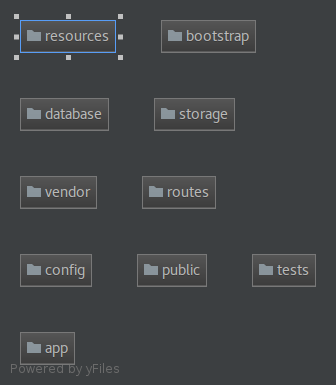 resources bootstrap
database storage
vendor routes
config public tests
app
Powered by yFiles